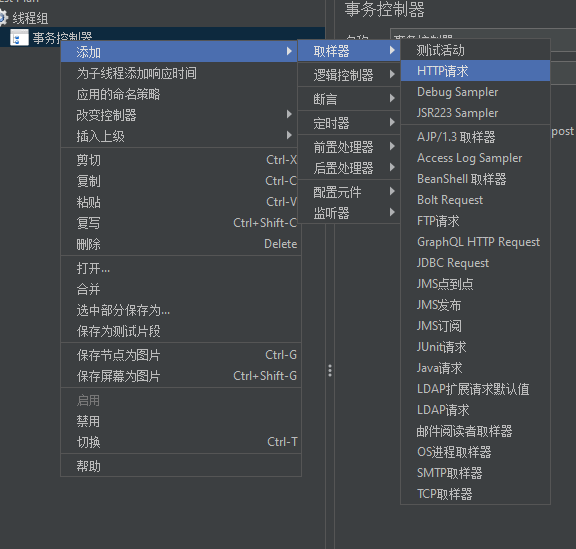 线程组
事务控制器
事务控制器
添加
为子线程添加响应时间
应用的命名策略
改变控制器
插入上级
剪切 Ctrl-X
复制 Ctrl-C
粘贴 Ctrl-V
复写 Ctrl+Shift-C
删除 Delete
打开...
合并
选中部分保存为...
保存为测试片段
保存节点为图片 Ctrl-G
保存屏幕为图片 Ctrl+Shift-G
启用
禁用
切换 Ctrl-T
帮助
取样器
逻辑控制器
断言
定时器
前置处理器
后置处理器
配置元件
监听器
测试活动
HTTP请求
Debug Sampler
JSR223 Sampler
AJP/1.3 取样器
Access Log Sampler
BeanShell 取样器
Bolt Request
FTP请求
GraphQL HTTP Request
JDBC Request
JMS点到点
JMS发布
JMS订阅
JUnit请求
Java请求
LDAP扩展请求默认值
LDAP请求
邮件阅读者取样器
OS进程取样器
SMTP取样器
TCP取样器
post